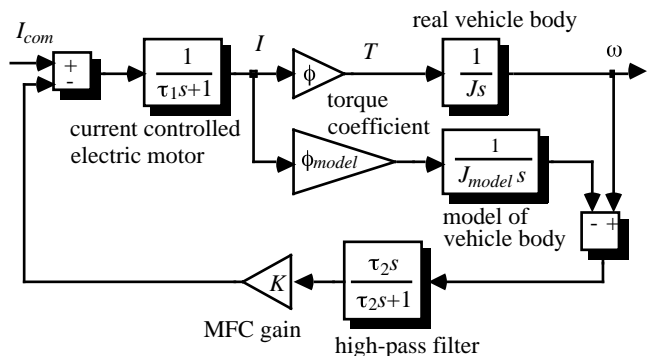 real vehicle body
I_com
+
-
1
τ₁s+1
I
ϕ
T
1
Js
ω
current controlled
electric motor
torque
coefficient
ϕ_model
1
J_model s
- +
model of
vehicle body
K
τ₂s
τ₂s+1
MFC gain
high-pass filter